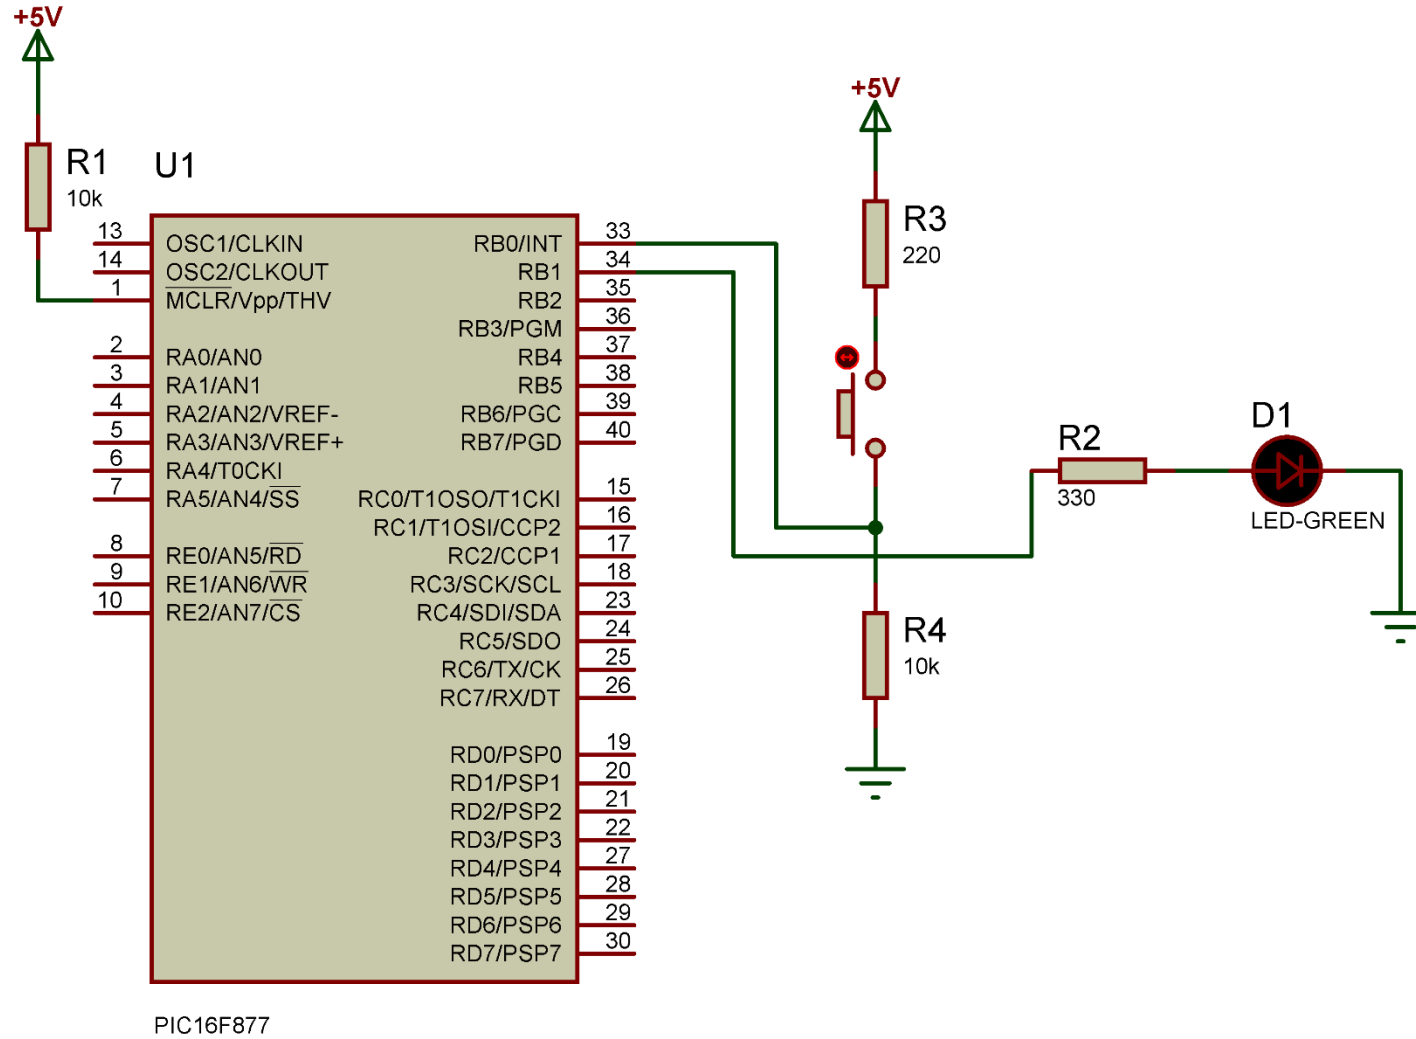 +5V
R1
10k
U1
13
14
1
2
3
4
5
6
7
8
9
10
OSC1/CLKIN
OSC2/CLKOUT
MCLR/Vpp/THV
RA0/AN0
RA1/AN1
RA2/AN2/VREF-
RA3/AN3/VREF+
RA4/T0CKI
RA5/AN4/SS
RE0/AN5/RD
RE1/AN6/WR
RE2/AN7/CS
RB0/INT
RB1
RB2
RB3/PGM
RB4
RB5
RB6/PGC
RB7/PGD
RC0/T1OSO/T1CKI
RC1/T1OSI/CCP2
RC2/CCP1
RC3/SCK/SCL
RC4/SDI/SDA
RC5/SDO
RC6/TX/CK
RC7/RX/DT
RD0/PSP0
RD1/PSP1
RD2/PSP2
RD3/PSP3
RD4/PSP4
RD5/PSP5
RD6/PSP6
RD7/PSP7
33
34
35
36
37
38
39
40
15
16
17
18
23
24
25
26
19
20
21
22
27
28
29
30
PIC16F877
+5V
R3
220
R4
10k
R2
330
D1
LED-GREEN